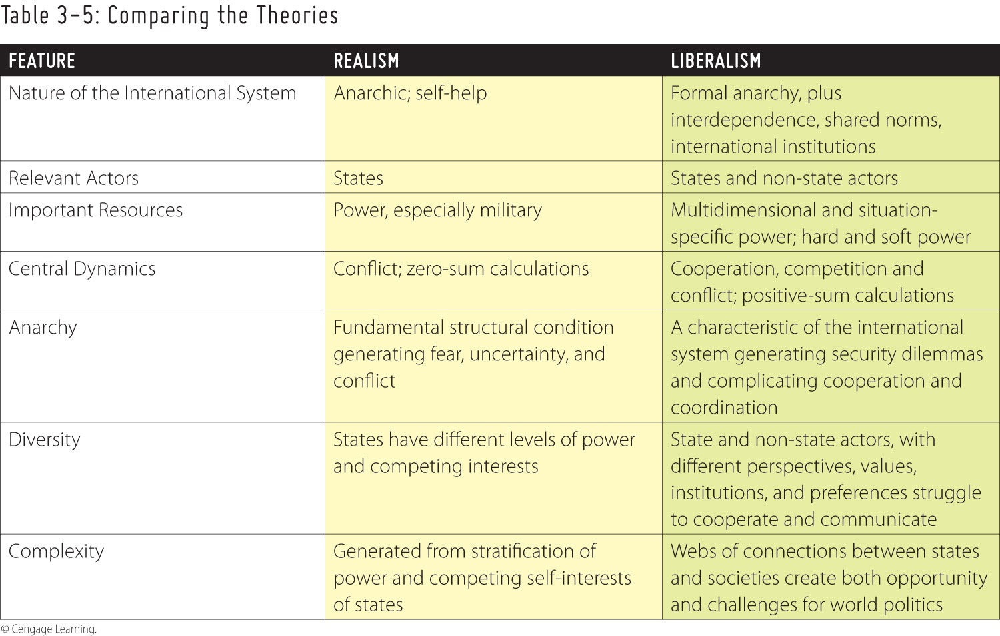 Table 3–5: Comparing the Theories
FEATURE REALISM LIBERALISM
Nature of the International System Anarchic; self-help Formal anarchy, plus
interdependence, shared norms,
international institutions
Relevant Actors States States and non-state actors
Important Resources Power, especially military Multidimensional and situation-
specific power; hard and soft power
Central Dynamics Conflict; zero-sum calculations Cooperation, competition and
conflict; positive-sum calculations
Anarchy Fundamental structural condition A characteristic of the international
generating fear, uncertainty, and system generating security dilemmas
conflict and complicating cooperation and
coordination
Diversity States have different levels of power State and non-state actors, with
and competing interests different perspectives, values,
institutions, and preferences struggle
to cooperate and communicate
Complexity Generated from stratification of Webs of connections between states
power and competing self-interests and societies create both opportunity
of states and challenges for world politics
© Cengage Learning.